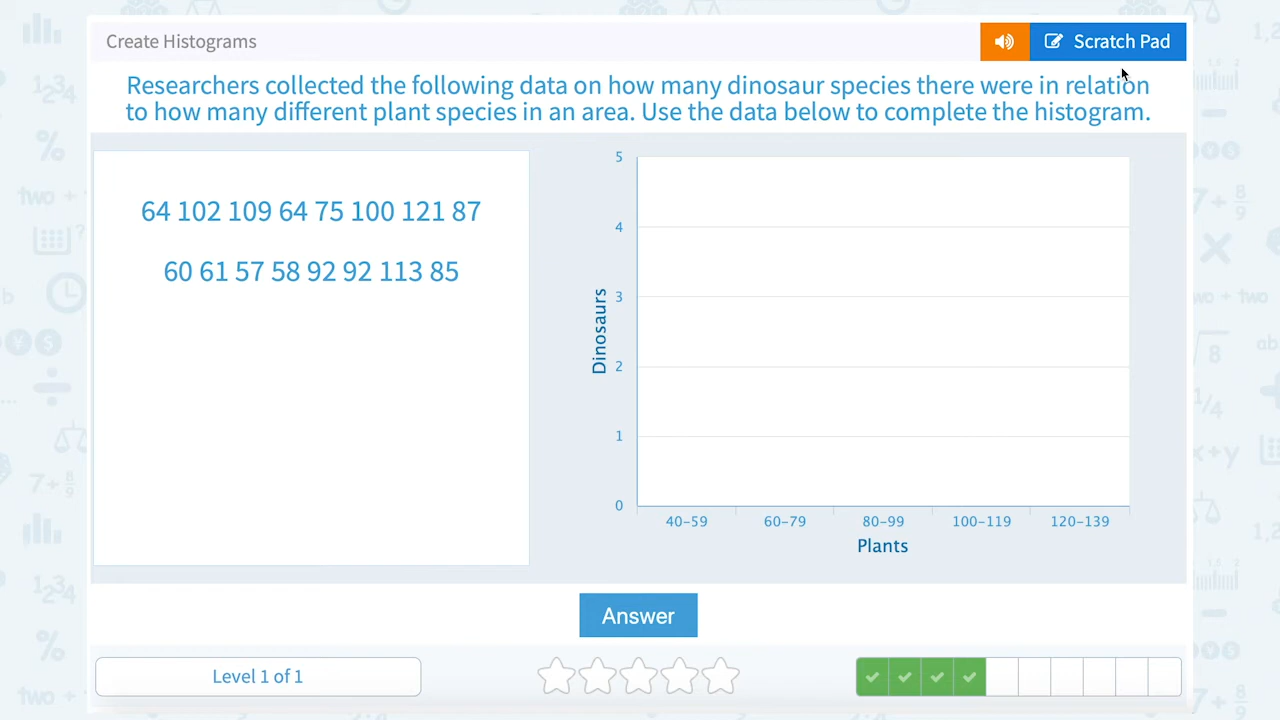 Create Histograms
Scratch Pad
Researchers collected the following data on how many dinosaur species there were in relation
to how many different plant species in an area. Use the data below to complete the histogram.
64 102 109 64 75 100 121 87
60 61 57 58 92 92 113 85
5
4
3
2
1
0
Dinosaurs
40–59 60–79 80–99 100–119 120–139
Plants
Answer
Level 1 of 1